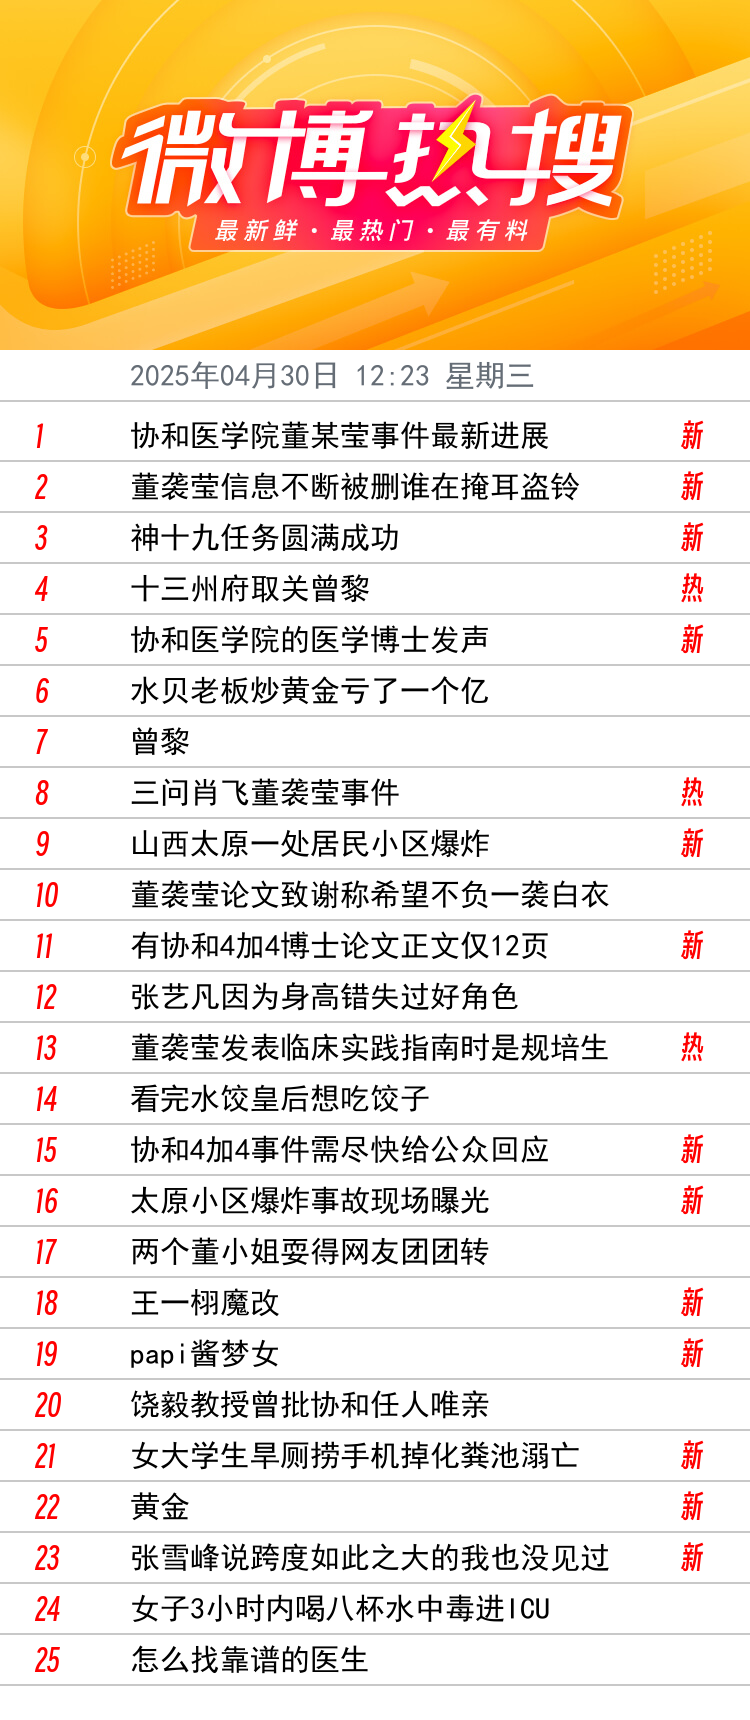 微博热搜
最新鲜·最热门·最有料
2025年04月30日 12:23 星期三
1 协和医学院董某莹事件最新进展 新
2 董袭莹信息不断被删谁在掩耳盗铃 新
3 神十九任务圆满成功 新
4 十三州府取关曾黎 热
5 协和医学院的医学博士发声 新
6 水贝老板炒黄金亏了一个亿
7 曾黎
8 三问肖飞董袭莹事件 热
9 山西太原一处居民小区爆炸 新
10 董袭莹论文致谢称希望不负一袭白衣
11 有协和4加4博士论文正文仅12页 新
12 张艺凡因为身高错失过好角色
13 董袭莹发表临床实践指南时是规培生 热
14 看完水饺皇后想吃饺子
15 协和4加4事件需尽快给公众回应 新
16 太原小区爆炸事故现场曝光 新
17 两个董小姐耍得网友团团转
18 王一栩魔改 新
19 papi酱梦女 新
20 饶毅教授曾批协和任人唯亲
21 女大学生旱厕捞手机掉化粪池溺亡 新
22 黄金 新
23 张雪峰说跨度如此之大的我也没见过 新
24 女子3小时内喝八杯水中毒进ICU
25 怎么找靠谱的医生